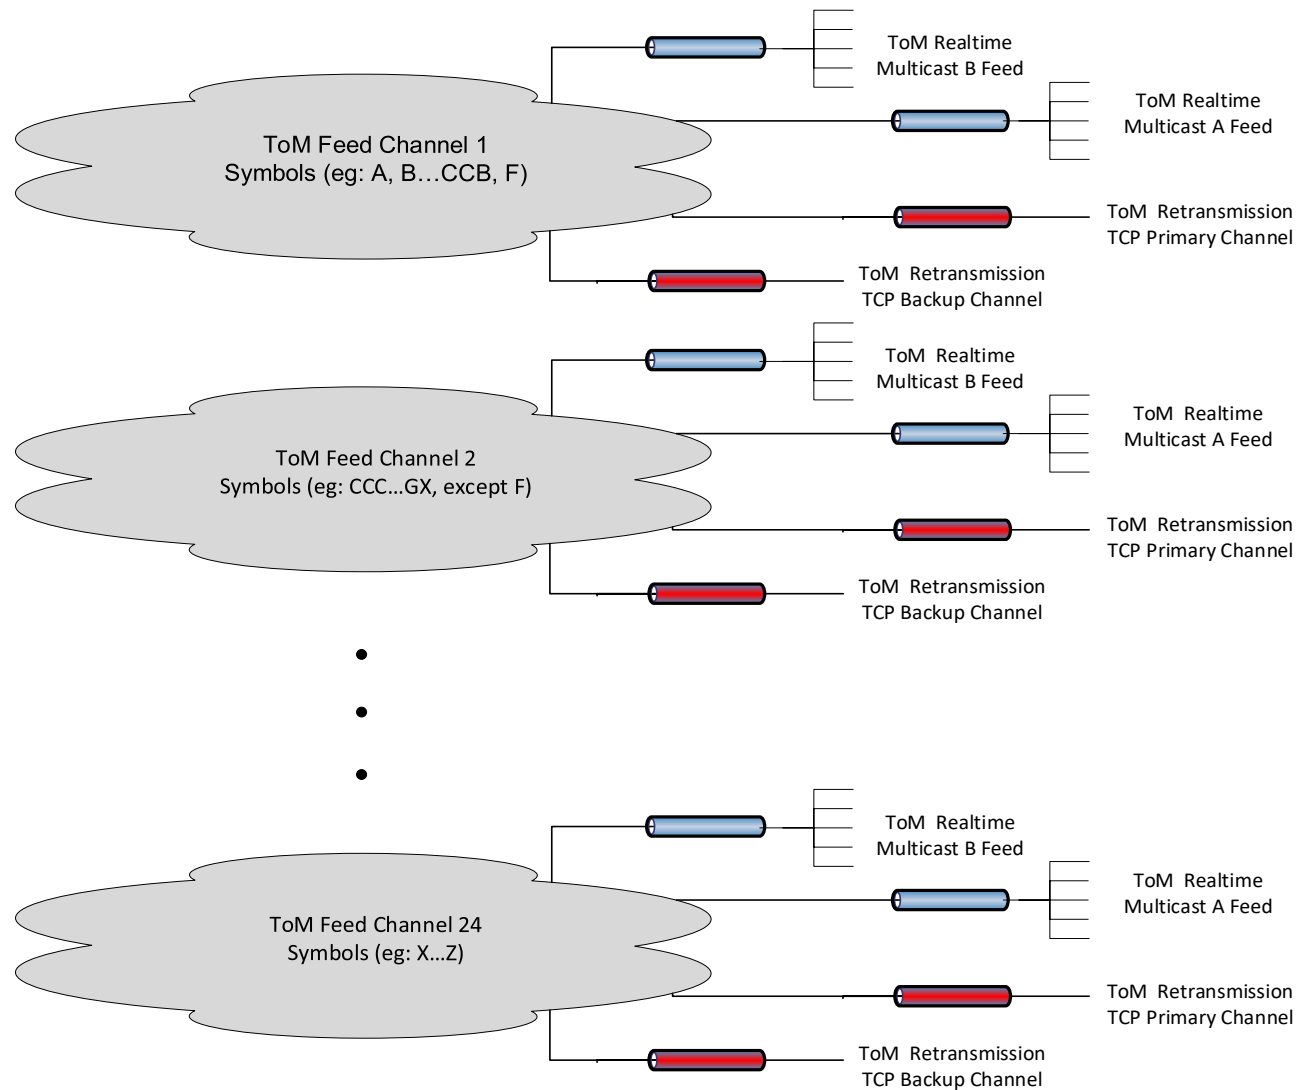 ToM Realtime
Multicast B Feed
ToM Realtime
Multicast A Feed
ToM Feed Channel 1
Symbols (eg: A, B...CCB, F)
ToM Retransmission
TCP Primary Channel
ToM Retransmission
TCP Backup Channel
ToM Realtime
Multicast B Feed
ToM Realtime
Multicast A Feed
ToM Feed Channel 2
Symbols (eg: CCC...GX, except F)
ToM Retransmission
TCP Primary Channel
ToM Retransmission
TCP Backup Channel
ToM Realtime
Multicast B Feed
ToM Realtime
Multicast A Feed
ToM Feed Channel 24
Symbols (eg: X...Z)
ToM Retransmission
TCP Primary Channel
ToM Retransmission
TCP Backup Channel